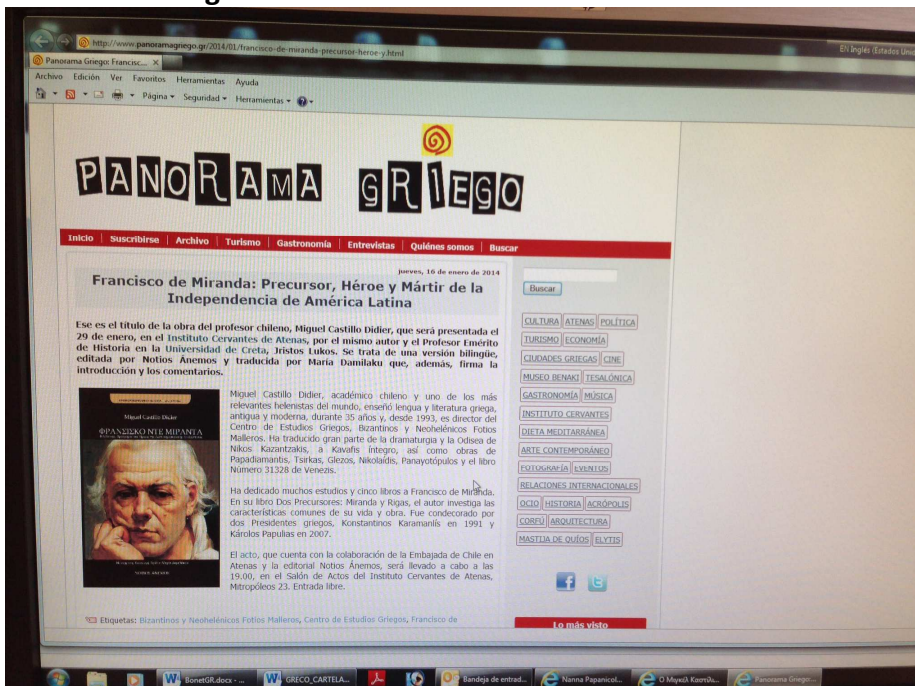 http://www.panoramagriego.gr/2014/01/francisco-de-miranda-precursor-heroe-y.html
EN Inglés (Estados Unid
Panorama Griego: Francisc...
Archivo Edición Ver Favoritos Herramientas Ayuda
Página Seguridad Herramientas
PANORAMA GRIEGO
Inicio Suscribirse Archivo Turismo Gastronomía Entrevistas Quiénes somos Buscar
jueves, 16 de enero de 2014
Francisco de Miranda: Precursor, Héroe y Mártir de la
Independencia de América Latina
Ese es el título de la obra del profesor chileno, Miguel Castillo Didier, que será presentada el
29 de enero, en el Instituto Cervantes de Atenas, por el mismo autor y el Profesor Emérito
de Historia en la Universidad de Creta, Jristos Lukos. Se trata de una versión bilingüe,
editada por Notios Ánemos y traducida por María Damilaku que, además, firma la
introducción y los comentarios.
Miguel Castillo Didier
ΦΡΑΝΣΙΣΚΟ ΝΤΕ ΜΙΡΑΝΤΑ
Miguel Castillo Didier, académico chileno y uno de los más
relevantes helenistas del mundo, enseñó lengua y literatura griega,
antigua y moderna, durante 35 años y, desde 1993, es director del
Centro de Estudios Griegos, Bizantinos y Neohelénicos Fotios
Malleros. Ha traducido gran parte de la dramaturgia y la Odisea de
Nikos Kazantzakis, a Kavafis íntegro, así como obras de
Papadiamantis, Tsirkas, Glezos, Nikolaídis, Panayotópulos y el libro
Número 31328 de Venezis.
Ha dedicado muchos estudios y cinco libros a Francisco de Miranda.
En su libro Dos Precursores: Miranda y Rigas, el autor investiga las
características comunes de su vida y obra. Fue condecorado por
dos Presidentes griegos, Konstantinos Karamanlís en 1991 y
Károlos Papulias en 2007.
El acto, que cuenta con la colaboración de la Embajada de Chile en
Atenas y la editorial Notios Ánemos, será llevado a cabo a las
19.00, en el Salón de Actos del Instituto Cervantes de Atenas,
Mitropóleos 23. Entrada libre.
Etiquetas: Bizantinos y Neohelénicos Fotios Malleros, Centro de Estudios Griegos, Francisco de
Buscar
CULTURA ATENAS POLÍTICA
TURISMO ECONOMÍA
CIUDADES GRIEGAS CINE
MUSEO BENAKI TESALÓNICA
GASTRONOMÍA MÚSICA
INSTITUTO CERVANTES
DIETA MEDITARRÁNEA
ARTE CONTEMPORÁNEO
FOTOGRAFÍA EVENTOS
RELACIONES INTERNACIONALES
OCIO HISTORIA ACRÓPOLIS
CORFÚ ARQUITECTURA
MASTIJA DE QUÍOS ELYTIS
Lo más visto
BonetGR.docx - ... GRECO_CARTELA... Bandeja de entrad... Nanna Papanicol... Panorama Griego:...